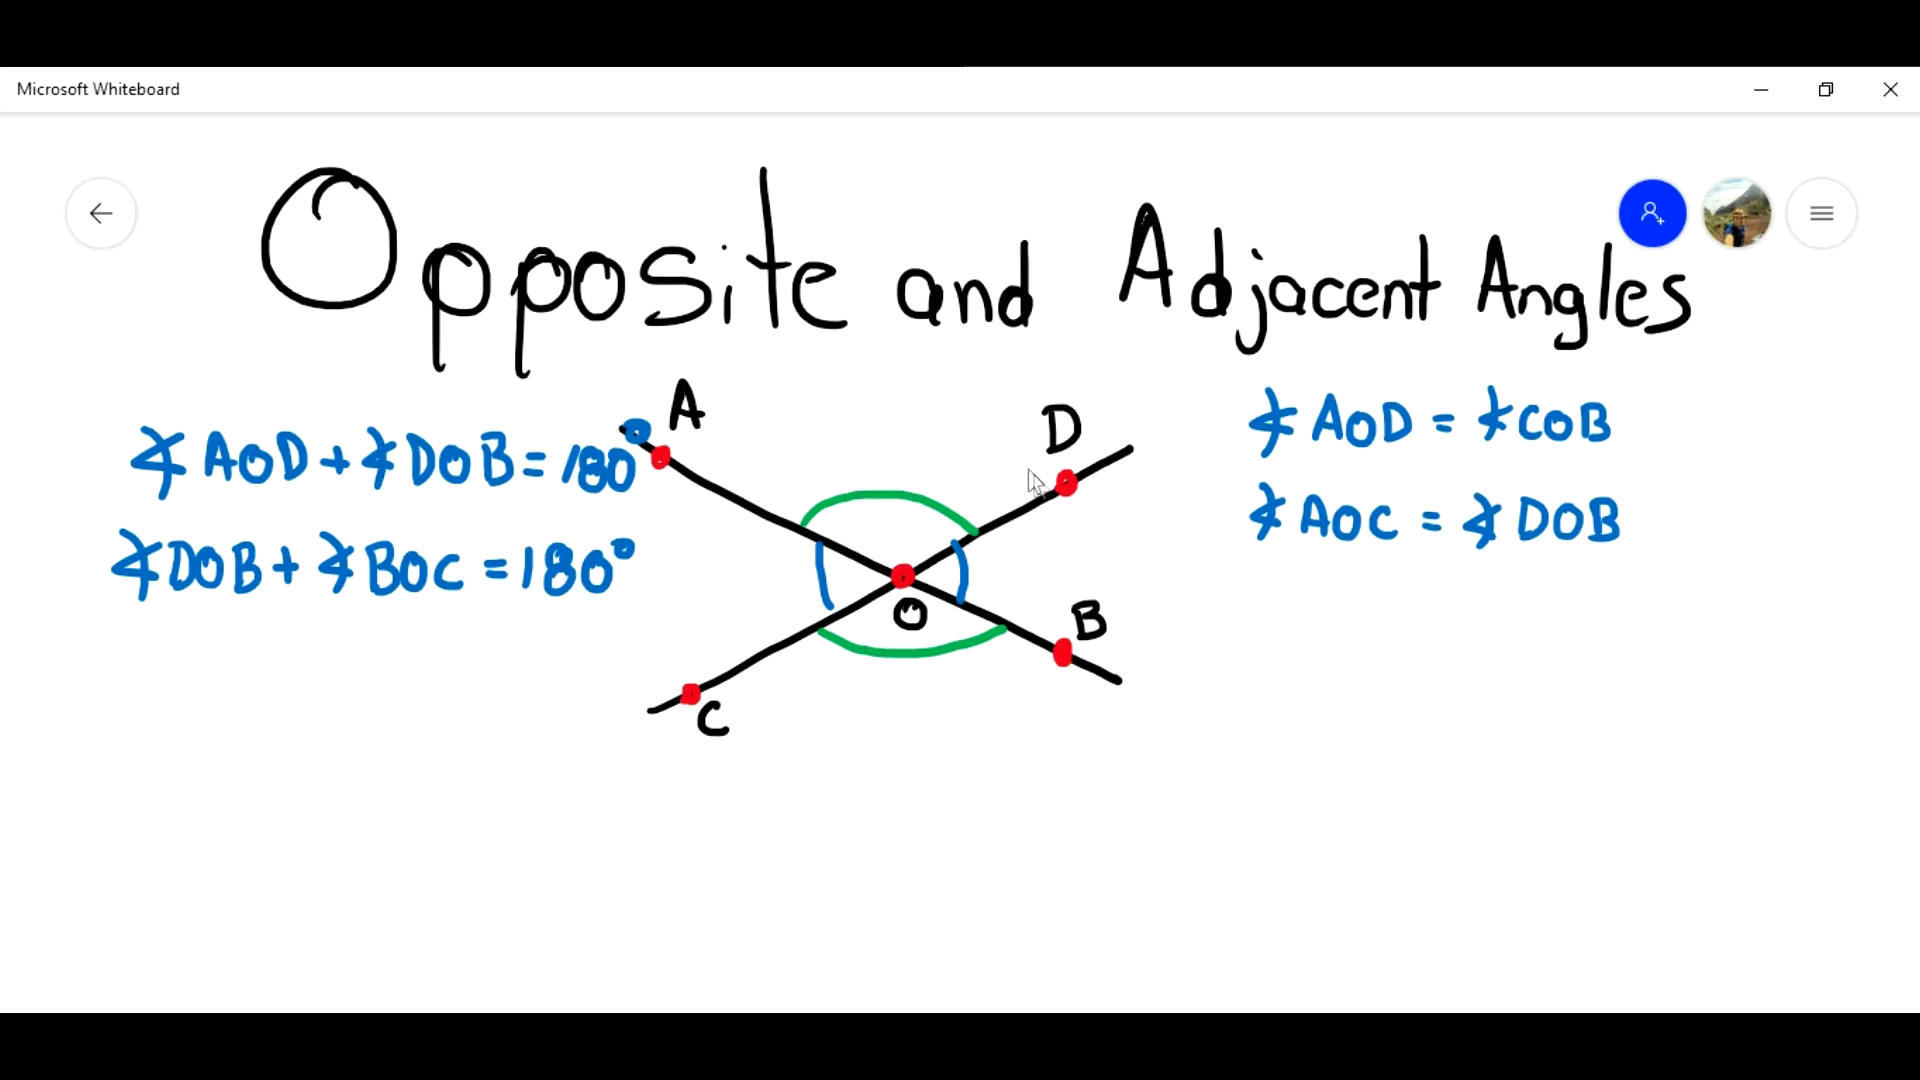 Microsoft Whiteboard
Opposite and Adjacent Angles
∡AOD + ∡DOB = 180°
∡DOB + ∡BOC = 180°
A
D
O
B
C
∡AOD = ∡COB
∡AOC = ∡DOB